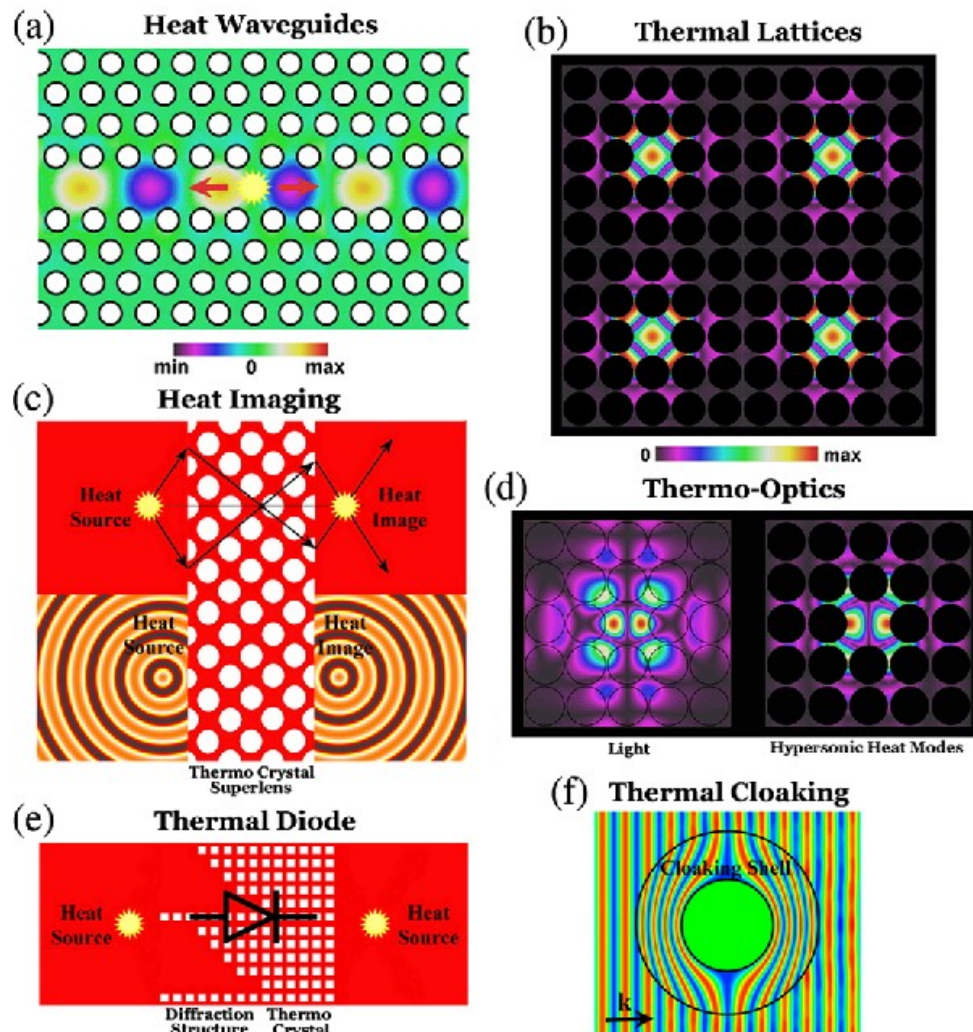 (a)
Heat Waveguides
min 0 max
(b)
Thermal Lattices
0 max
(c)
Heat Imaging
Heat
Source
Heat
Image
Heat
Source
Heat
Image
Thermo Crystal
Superlens
(d)
Thermo-Optics
Light
Hypersonic Heat Modes
(e)
Thermal Diode
Heat
Source
Heat
Source
Diffraction
Structure
Thermo
Crystal
(f)
Thermal Cloaking
Cloaking Shell
k